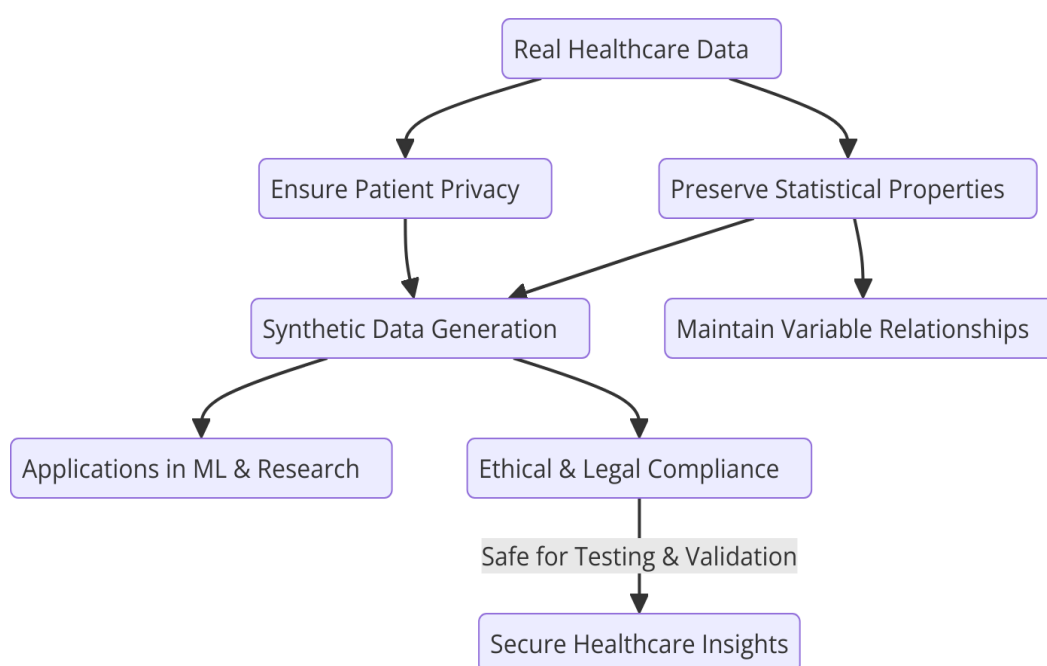 Real Healthcare Data
Ensure Patient Privacy
Preserve Statistical Properties
Synthetic Data Generation
Maintain Variable Relationships
Applications in ML & Research
Ethical & Legal Compliance
Safe for Testing & Validation
Secure Healthcare Insights